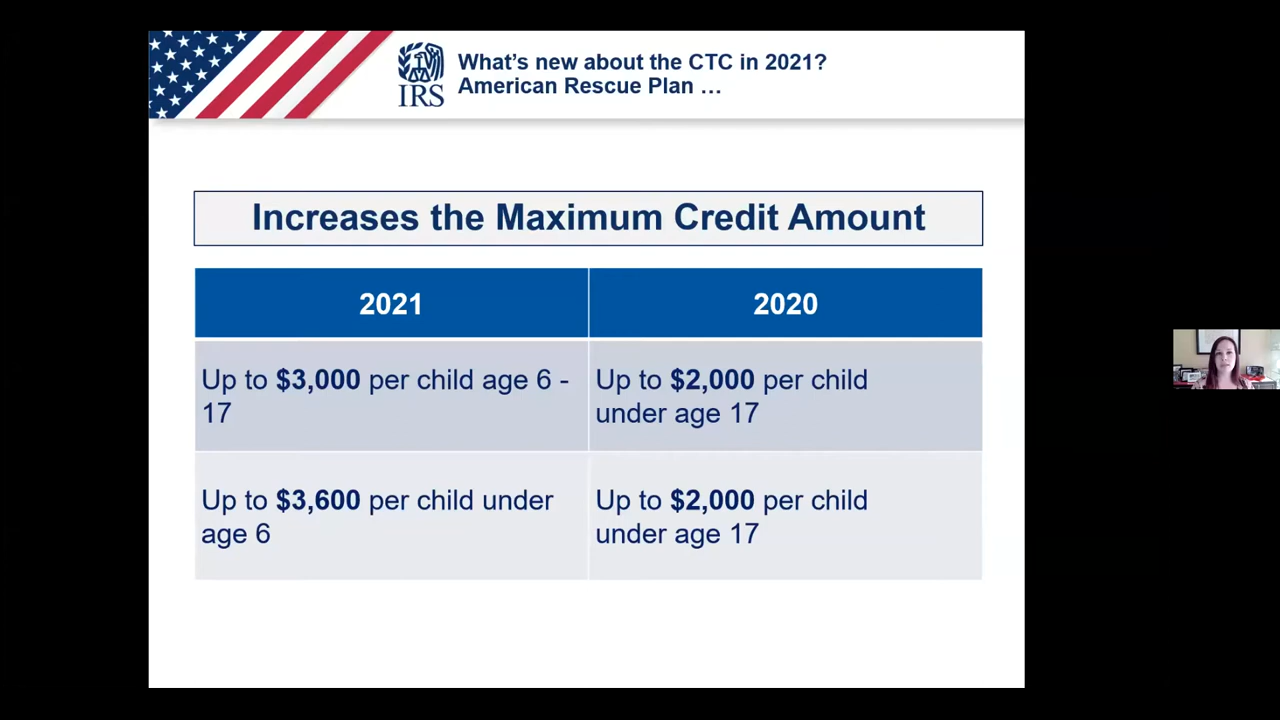 What’s new about the CTC in 2021?
American Rescue Plan …
IRS
Increases the Maximum Credit Amount
2021
2020
Up to $3,000 per child age 6 -
17
Up to $2,000 per child
under age 17
Up to $3,600 per child under
age 6
Up to $2,000 per child
under age 17